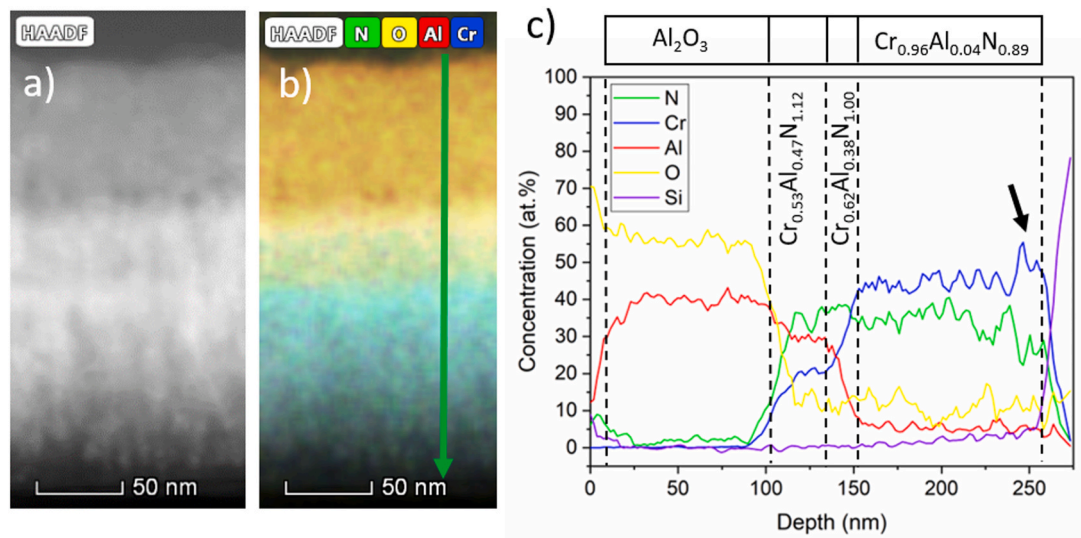 HAADF
a)
50 nm
HAADF N O Al Cr
b)
50 nm
c)
Al₂O₃
Cr₀.₉₆Al₀.₀₄N₀.₈₉
Cr₀.₅₃Al₀.₄₇N₁.₁₂
Cr₀.₆₂Al₀.₃₈N₁.₀₀
N
Cr
Al
O
Si
Concentration (at.%)
100
90
80
70
60
50
40
30
20
10
0
0 50 100 150 200 250
Depth (nm)